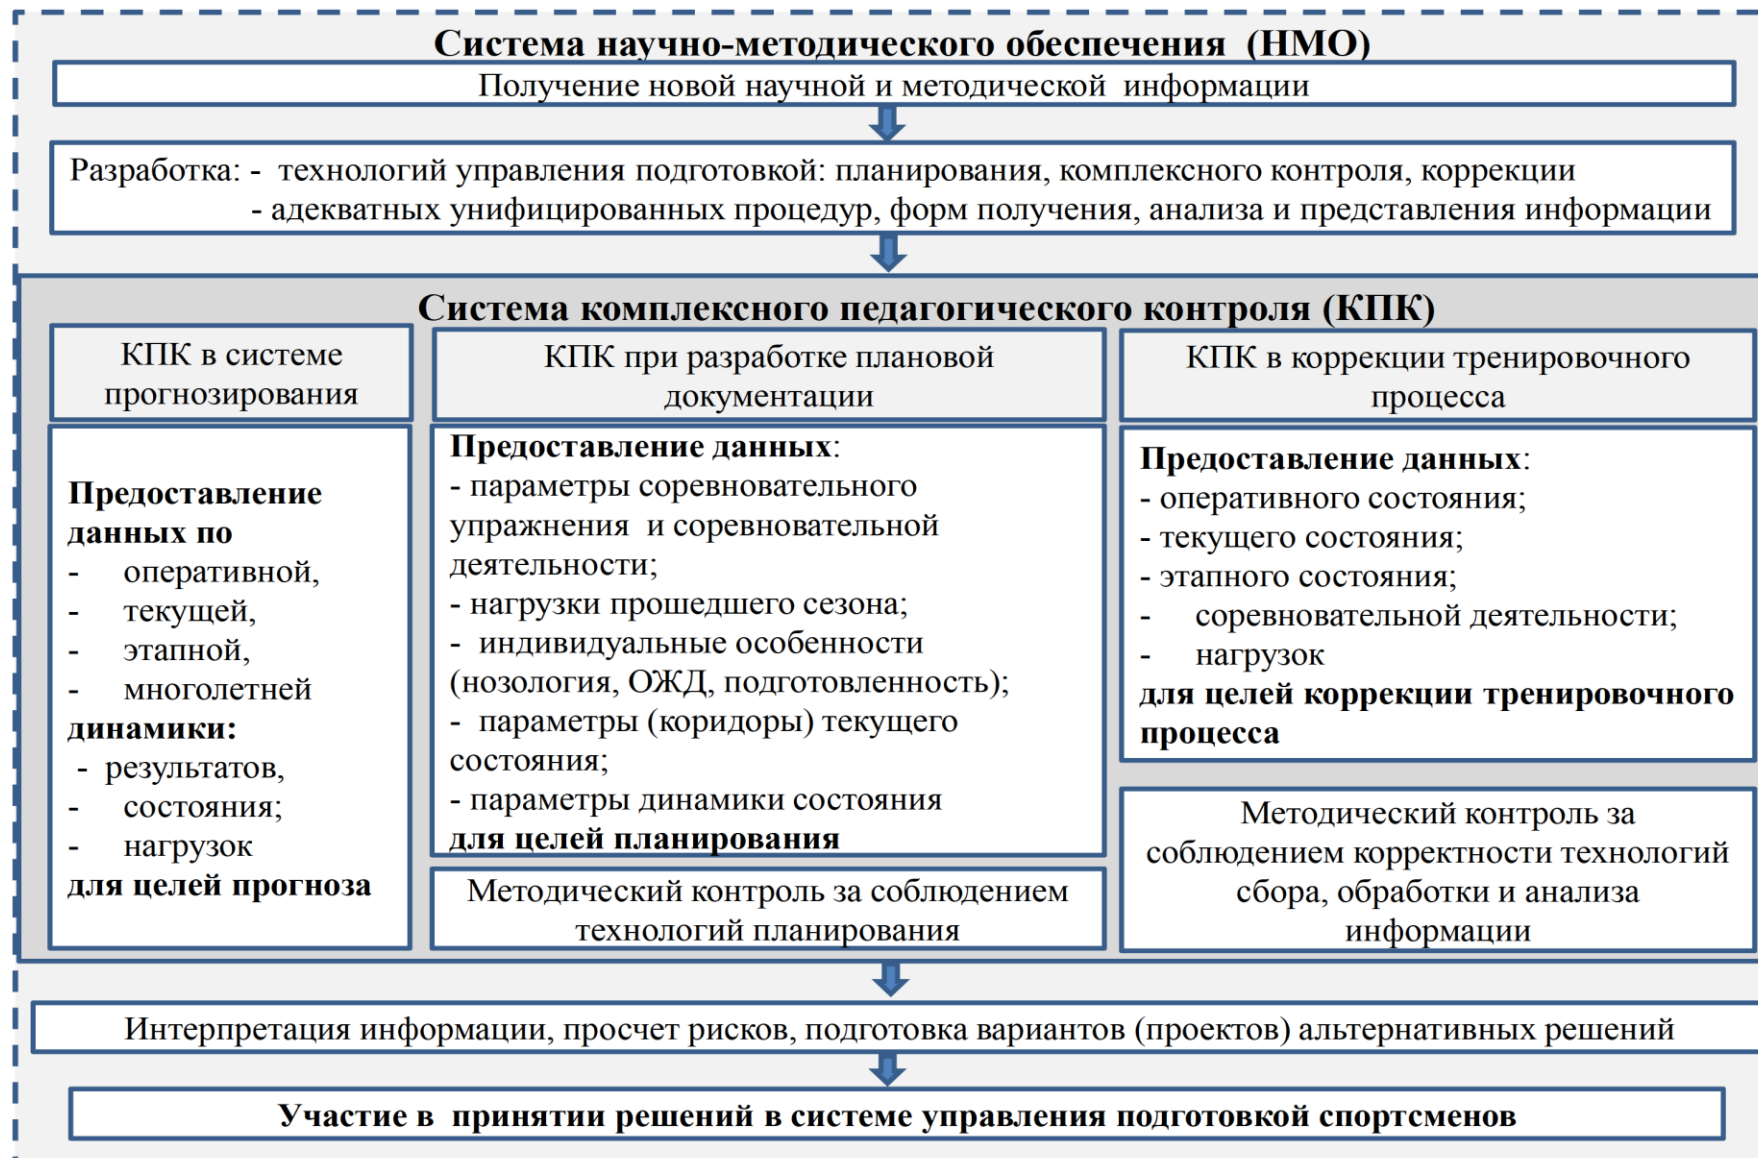 Система научно-методического обеспечения (НМО)
Получение новой научной и методической информации
Разработка: - технологий управления подготовкой: планирования, комплексного контроля, коррекции
- адекватных унифицированных процедур, форм получения, анализа и представления информации
Система комплексного педагогического контроля (КПК)
КПК в системе
прогнозирования
Предоставление
данных по
- оперативной,
- текущей,
- этапной,
- многолетней
динамики:
- результатов,
- состояния;
- нагрузок
для целей прогноза
КПК при разработке плановой
документации
Предоставление данных:
- параметры соревновательного
упражнения и соревновательной
деятельности;
- нагрузки прошедшего сезона;
- индивидуальные особенности
(нозология, ОЖД, подготовленность);
- параметры (коридоры) текущего
состояния;
- параметры динамики состояния
для целей планирования
Методический контроль за соблюдением
технологий планирования
КПК в коррекции тренировочного
процесса
Предоставление данных:
- оперативного состояния;
- текущего состояния;
- этапного состояния;
- соревновательной деятельности;
- нагрузок
для целей коррекции тренировочного
процесса
Методический контроль за
соблюдением корректности технологий
сбора, обработки и анализа
информации
Интерпретация информации, просчет рисков, подготовка вариантов (проектов) альтернативных решений
Участие в принятии решений в системе управления подготовкой спортсменов